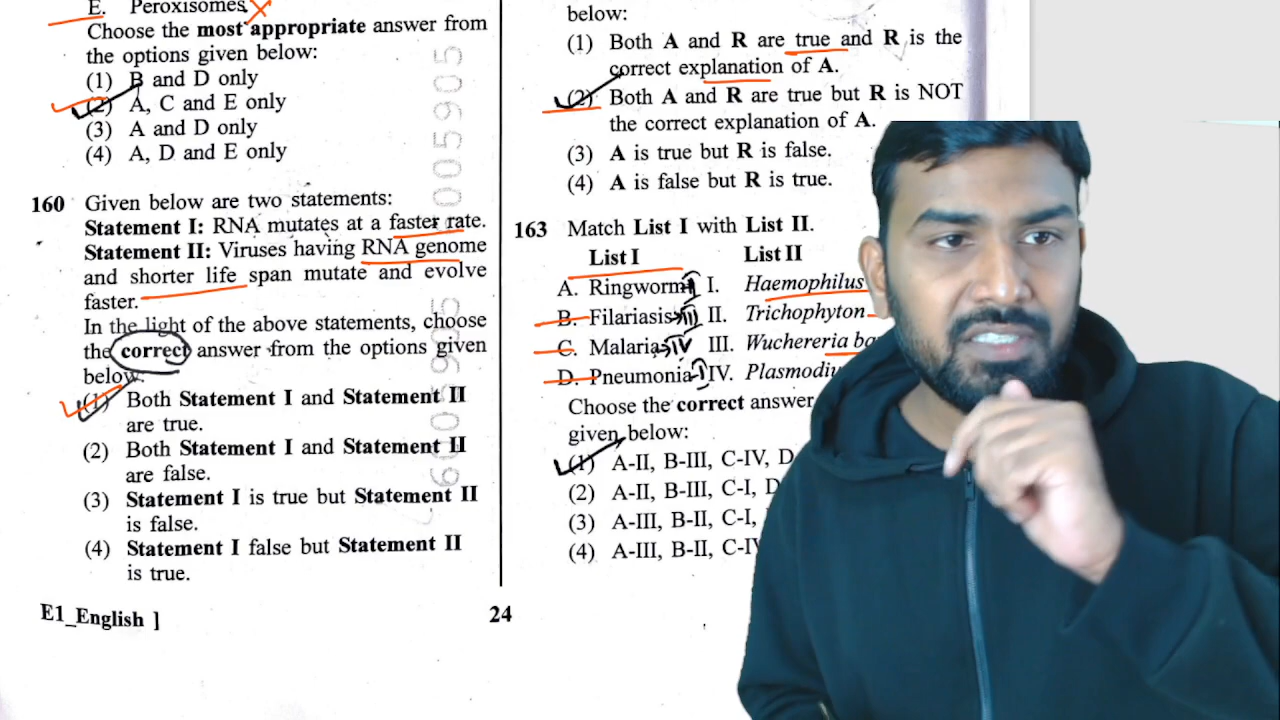 E. Peroxisomes
Choose the most appropriate answer from
the options given below:
(1) B and D only
(2) A, C and E only
(3) A and D only
(4) A, D and E only
160 Given below are two statements:
Statement I: RNA mutates at a faster rate.
Statement II: Viruses having RNA genome
and shorter life span mutate and evolve
faster.
In the light of the above statements, choose
the correct answer from the options given
below:
(1) Both Statement I and Statement II
are true.
(2) Both Statement I and Statement II
are false.
(3) Statement I is true but Statement II
is false.
(4) Statement I false but Statement II
is true.
E1_English ]
24
005905
6005905
below:
(1) Both A and R are true and R is the
correct explanation of A.
(2) Both A and R are true but R is NOT
the correct explanation of A.
(3) A is true but R is false.
(4) A is false but R is true.
163 Match List I with List II.
List I List II
A. Ringworm II I. Haemophilus
B. Filariasis III II. Trichophyton
C. Malaria IV III. Wuchereria ba
D. Pneumonia I IV. Plasmodiu
Choose the correct answer
given below:
(1) A-II, B-III, C-IV, D
(2) A-II, B-III, C-I, D
(3) A-III, B-II, C-I,
(4) A-III, B-II, C-IV